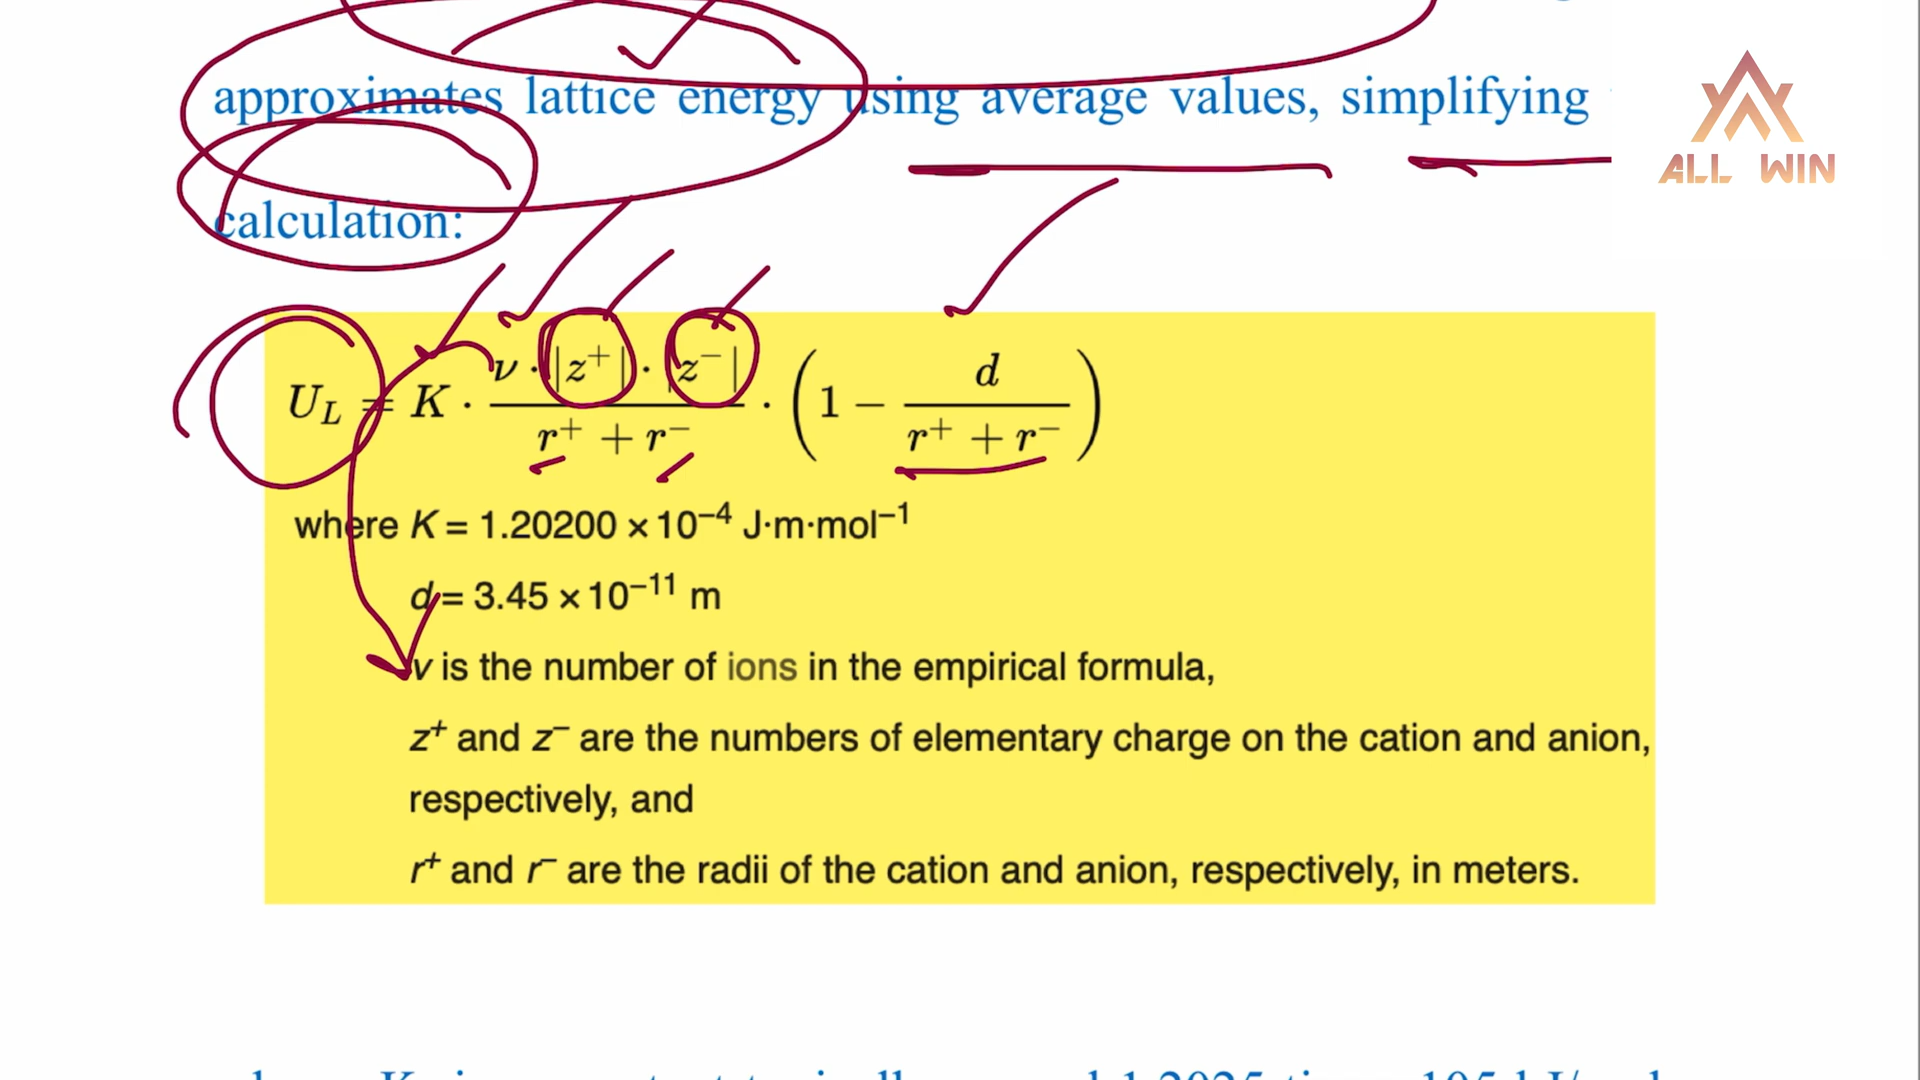 approximates lattice energy using average values, simplifying
ALL WIN
calculation:
U_L = K · (ν · |z⁺| · |z⁻|) / (r⁺ + r⁻) · (1 − d / (r⁺ + r⁻))
where K = 1.20200 × 10⁻⁴ J·m·mol⁻¹
d = 3.45 × 10⁻¹¹ m
ν is the number of ions in the empirical formula,
z⁺ and z⁻ are the numbers of elementary charge on the cation and anion,
respectively, and
r⁺ and r⁻ are the radii of the cation and anion, respectively, in meters.